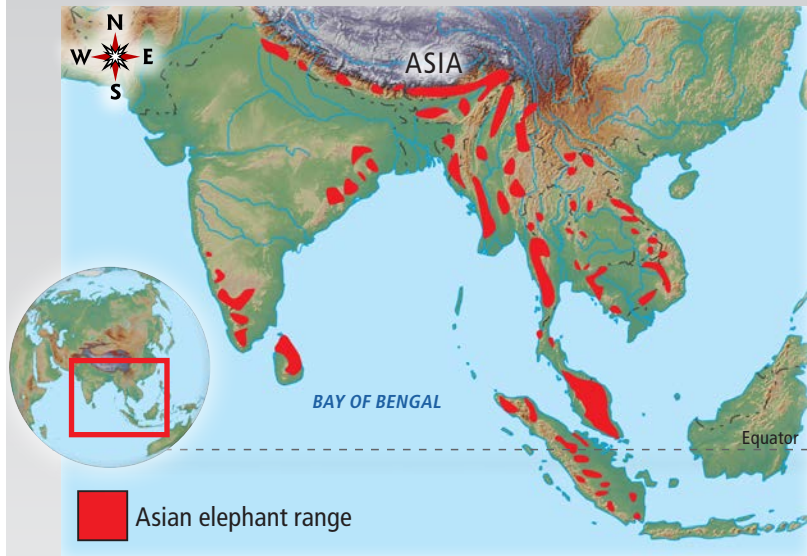 N
W E
S
ASIA
BAY OF BENGAL
Equator
Asian elephant range